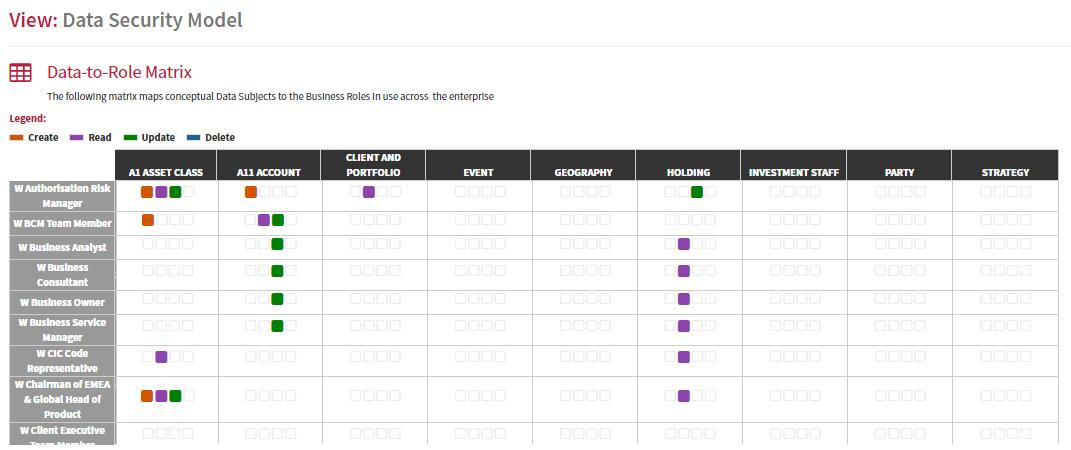 View: Data Security Model
Data-to-Role Matrix
The following matrix maps conceptual Data Subjects to the Business Roles in use across the enterprise
Legend:
Create Read Update Delete
A1 ASSET CLASS A11 ACCOUNT CLIENT AND PORTFOLIO EVENT GEOGRAPHY HOLDING INVESTMENT STAFF PARTY STRATEGY
W Authorisation Risk
Manager
W BCM Team Member
W Business Analyst
W Business
Consultant
W Business Owner
W Business Service
Manager
W CIC Code
Representative
W Chairman of EMEA
& Global Head of
Product
W Client Executive
Team Member